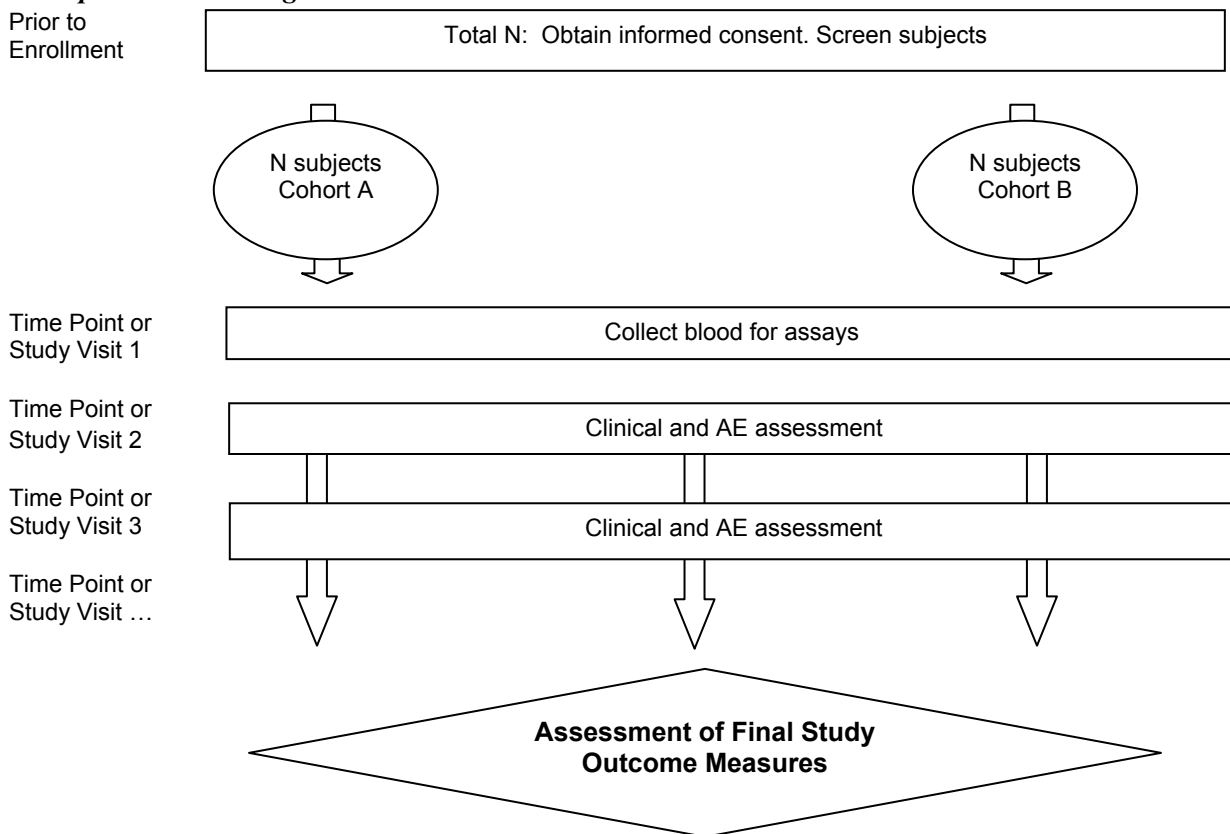 Prior to
Enrollment
Total N: Obtain informed consent. Screen subjects
N subjects
Cohort A
N subjects
Cohort B
Time Point or
Study Visit 1
Collect blood for assays
Time Point or
Study Visit 2
Clinical and AE assessment
Time Point or
Study Visit 3
Clinical and AE assessment
Time Point or
Study Visit …
Assessment of Final Study
Outcome Measures